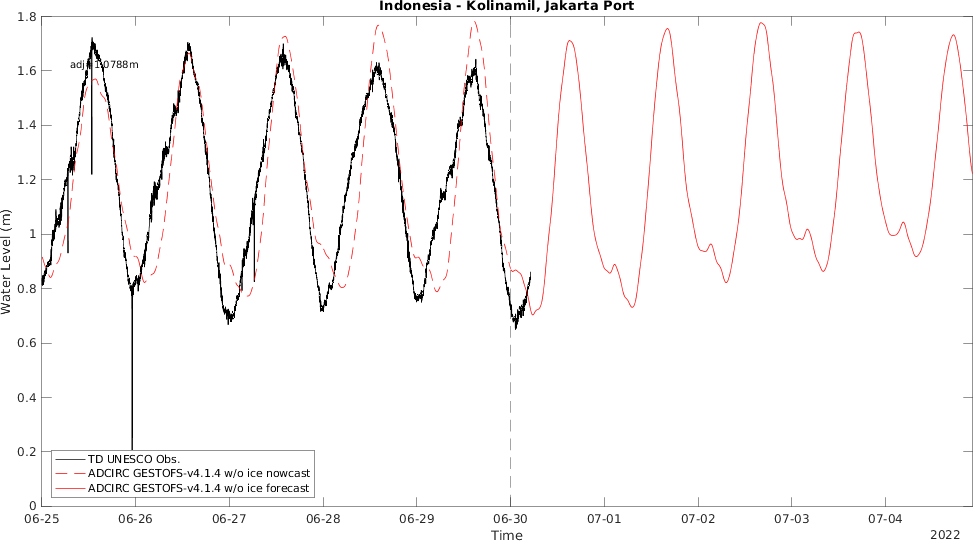 Indonesia - Kolinamil, Jakarta Port
1.8
1.6
1.4
1.2
1
0.8
0.6
0.4
0.2
0
Water Level (m)
TD UNESCO Obs.
ADCIRC GESTOFS-v4.1.4 w/o ice nowcast
ADCIRC GESTOFS-v4.1.4 w/o ice forecast
06-25 06-26 06-27 06-28 06-29 06-30 07-01 07-02 07-03 07-04
Time
2022